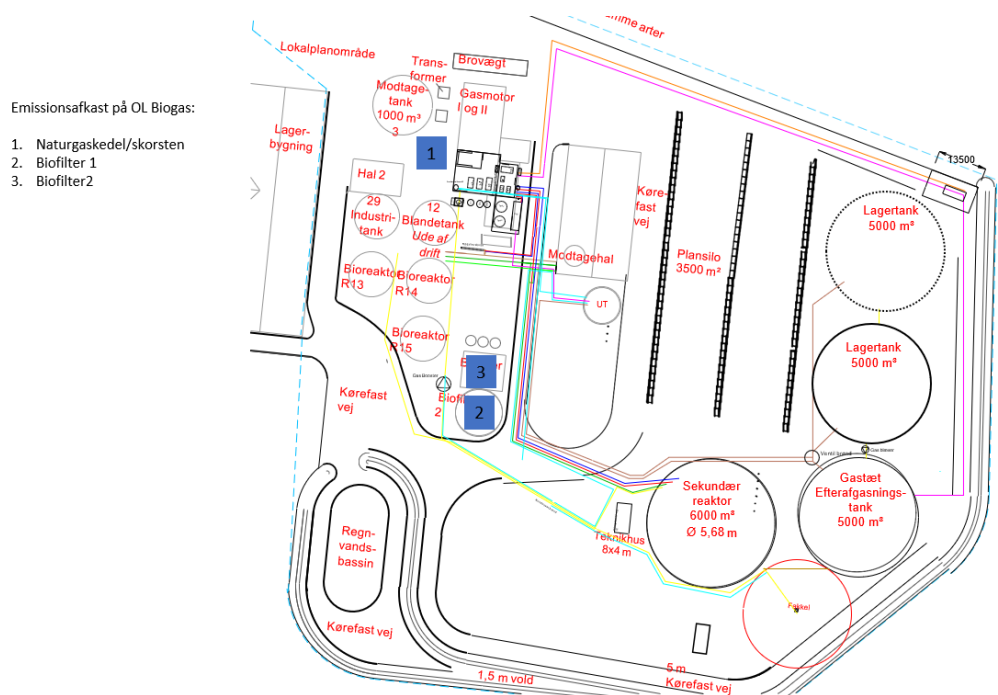 Emissionsafkast på OL Biogas:
1. Naturgaskedel/skorsten
2. Biofilter 1
3. Biofilter2
Lokalplanområde
Trans-
former
Brovægt
Modtage-
tank
1000 m³
3
Gasmotor
I og II
1
Lager-
bygning
Hal 2
29
Industri-
tank
12
Blandetank
Ude af
drift
Bioreaktor
R13
Bioreaktor
R14
Bioreaktor
R15
Modtagehal
UT
Køre-
fast
vej
Plansilo
3500 m²
arter
13500
Lagertank
5000 m³
Lagertank
5000 m³
3
2
2
Kørefast
vej
Sekundær
reaktor
6000 m³
Ø 5,68 m
Gastæt
Efterafgasnings-
tank
5000 m³
Teknikhus
8x4 m
Regn-
vands-
bassin
Fakkel
Kørefast vej
1,5 m vold
5 m
Kørefast vej